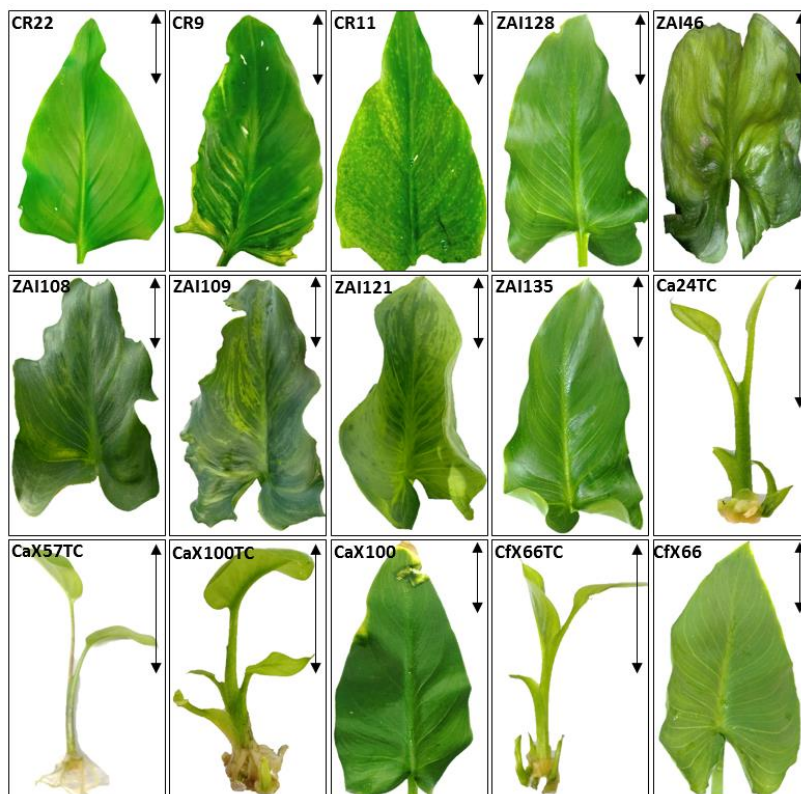 CR22
CR9
CR11
ZAI128
ZAI46
ZAI108
ZAI109
ZAI121
ZAI135
Ca24TC
CaX57TC
CaX100TC
CaX100
CfX66TC
CfX66